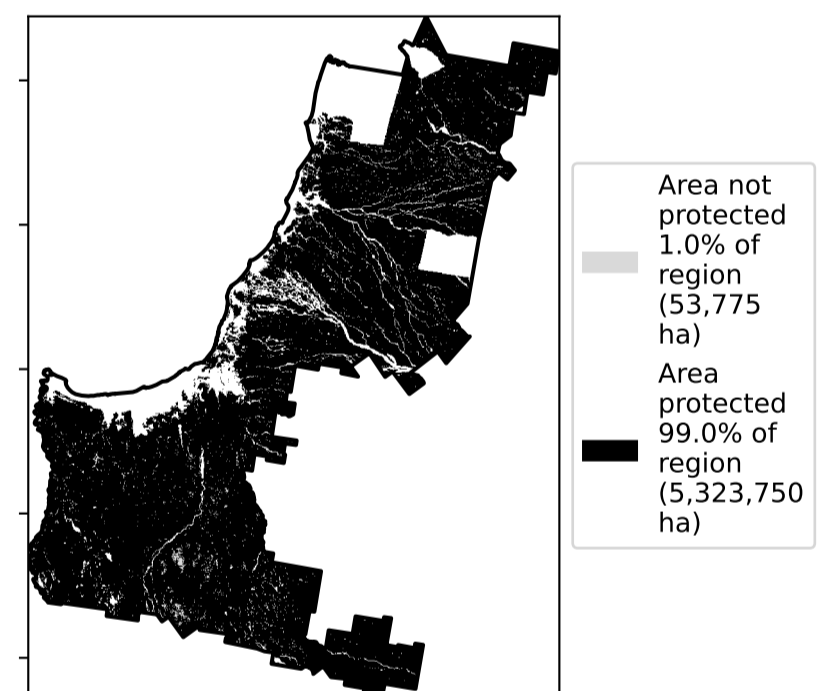 Area not
protected
1.0% of
region
(53,775
ha)
Area
protected
99.0% of
region
(5,323,750
ha)